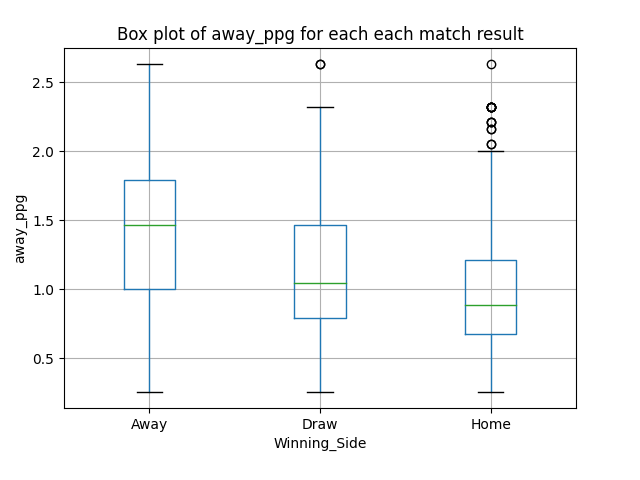 Box plot of away_ppg for each each match result
2.5
2.0
1.5
1.0
0.5
away_ppg
Away Draw Home
Winning_Side